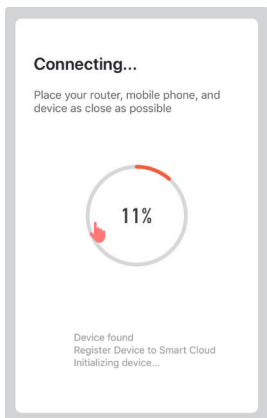 Connecting...
Place your router, mobile phone, and
device as close as possible
11%
Device found
Register Device to Smart Cloud
Initializing device...